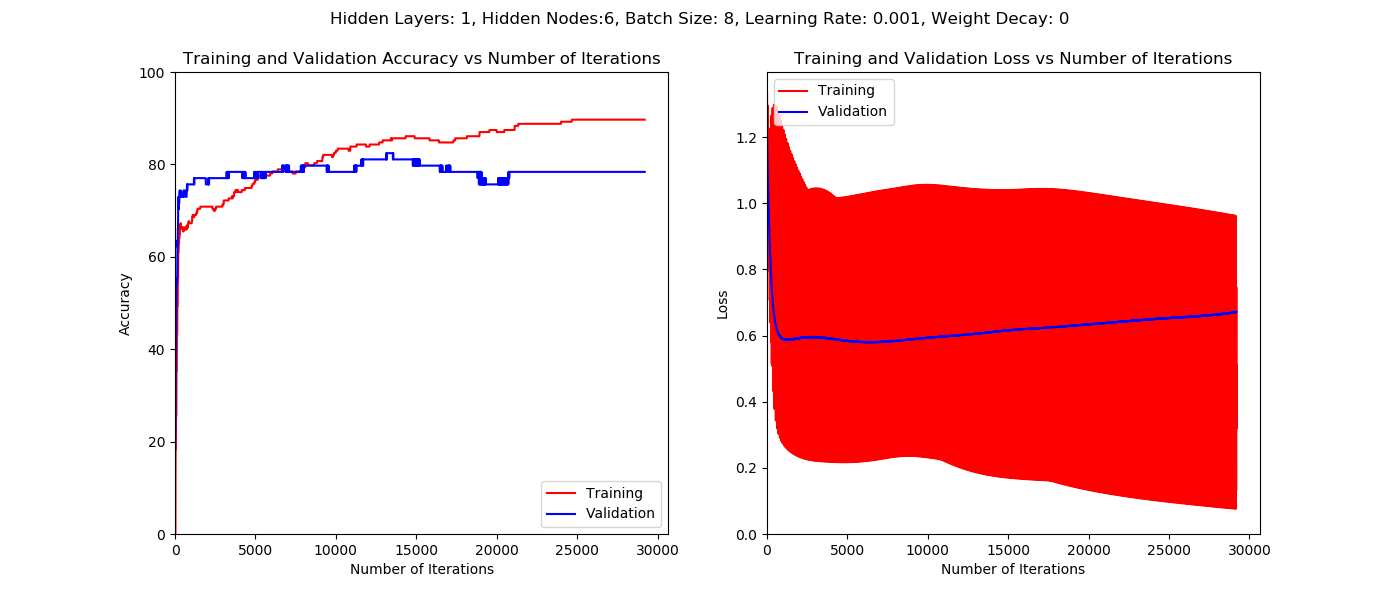 Hidden Layers: 1, Hidden Nodes:6, Batch Size: 8, Learning Rate: 0.001, Weight Decay: 0
Training and Validation Accuracy vs Number of Iterations
100
80
60
40
20
0
Accuracy
0 5000 10000 15000 20000 25000 30000
Number of Iterations
Training
Validation
Training and Validation Loss vs Number of Iterations
Training
Validation
1.2
1.0
0.8
0.6
0.4
0.2
0.0
Loss
0 5000 10000 15000 20000 25000 30000
Number of Iterations